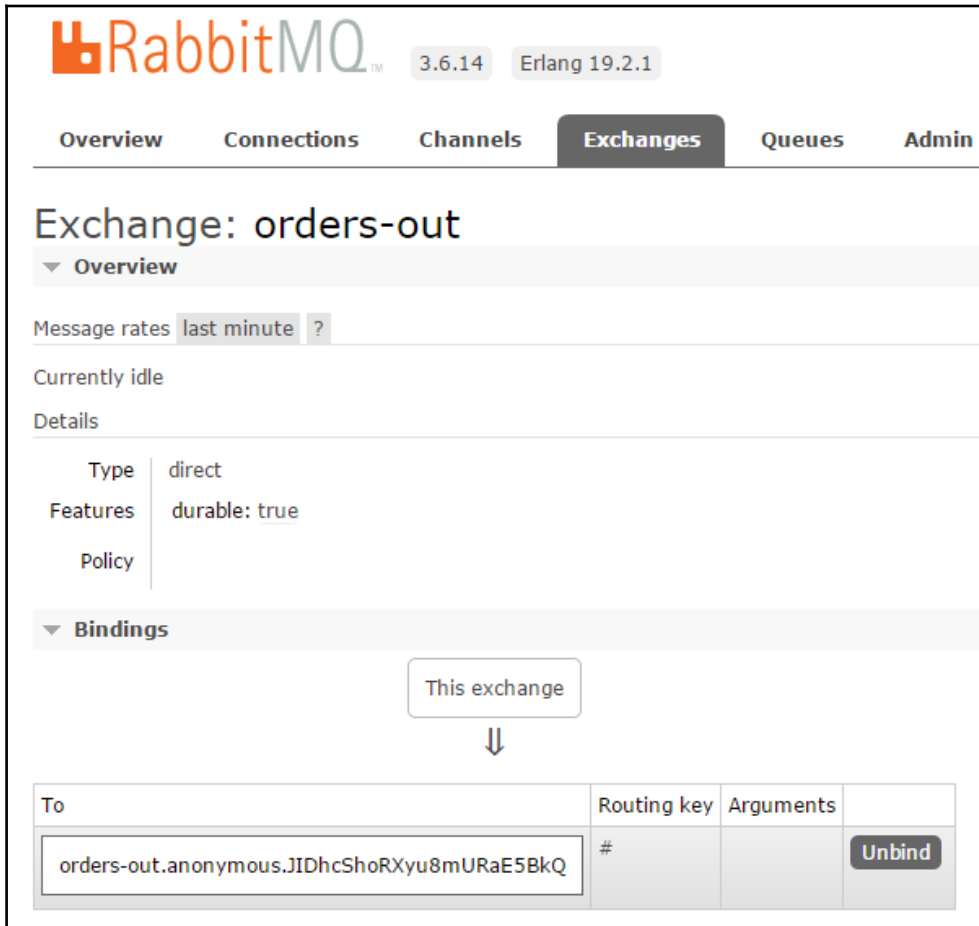 RabbitMQ™ 3.6.14 Erlang 19.2.1
Overview Connections Channels Exchanges Queues Admin
Exchange: orders-out
Overview
Message rates last minute ?
Currently idle
Details
Type direct
Features durable: true
Policy
Bindings
This exchange
⇓
To Routing key Arguments
orders-out.anonymous.JIDhcShoRXyu8mURaE5BkQ # Unbind